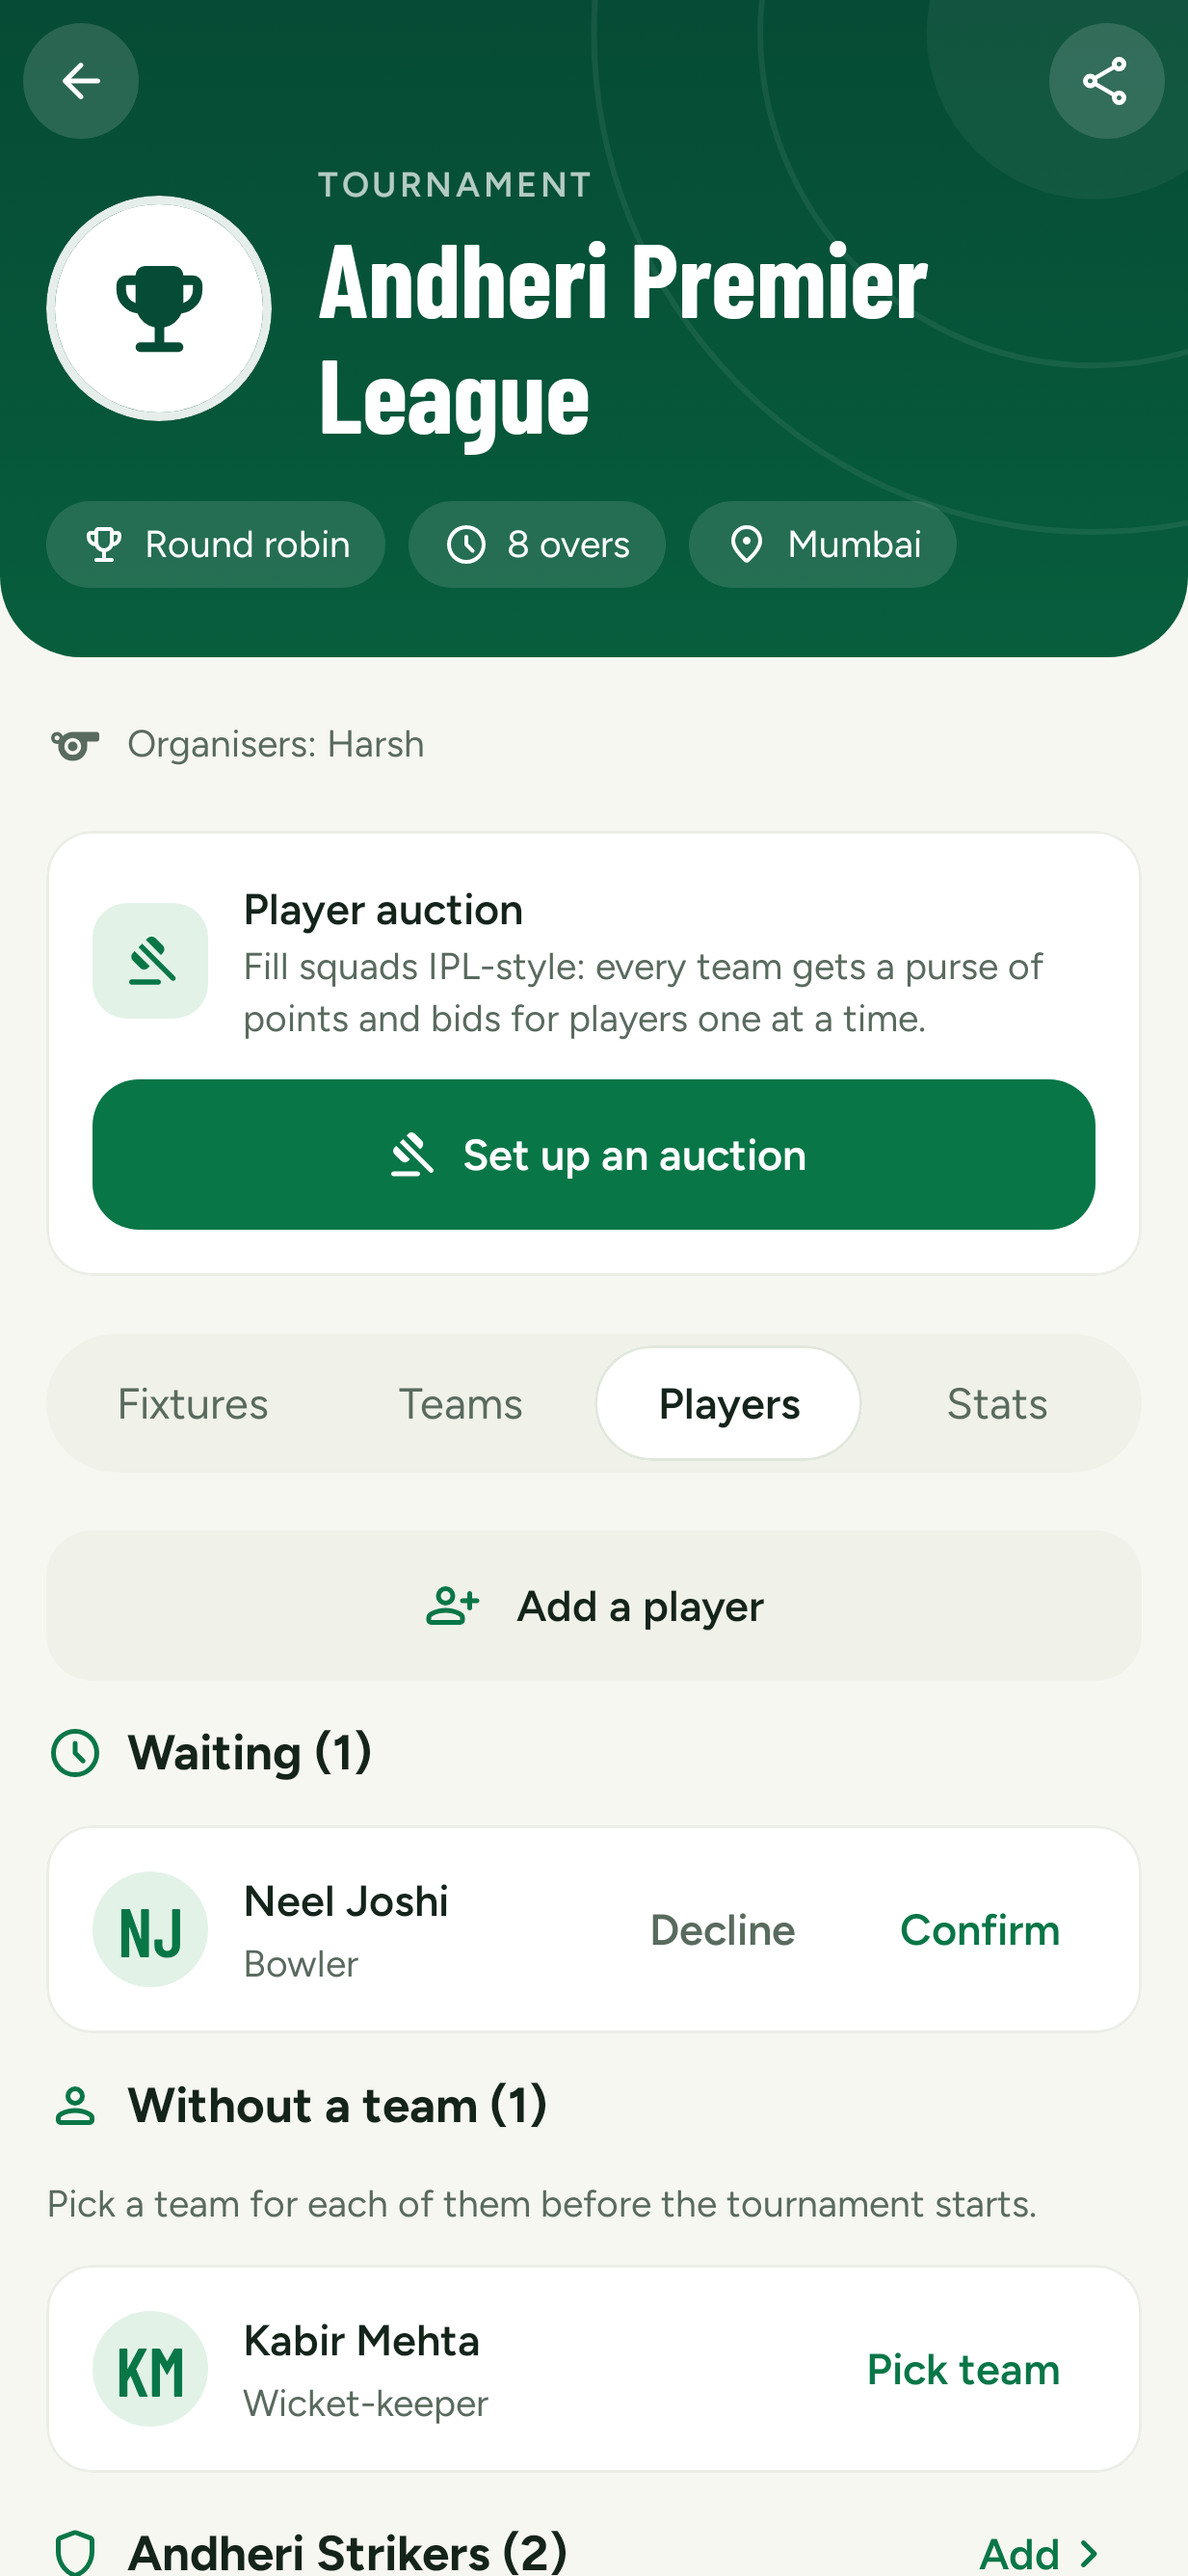 TOURNAMENT
Andheri Premier
League
Round robin
8 overs
Mumbai
Organisers: Harsh
Player auction
Fill squads IPL-style: every team gets a purse of
points and bids for players one at a time.
Set up an auction
Fixtures
Teams
Players
Stats
Add a player
Waiting (1)
NJ
Neel Joshi
Bowler
Decline
Confirm
Without a team (1)
Pick a team for each of them before the tournament starts.
KM
Kabir Mehta
Wicket-keeper
Pick team
Andheri Strikers (2)
Add